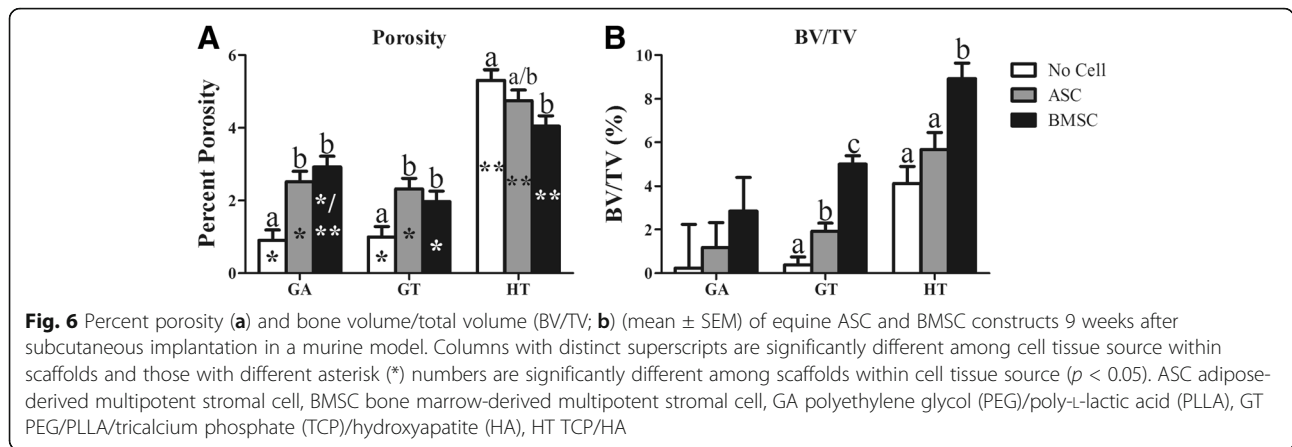 A Porosity
Percent Porosity
6
4
2
0
a b b
* * */
**
GA
a b b
* * *
GT
a a/b b
** ** **
HT
B BV/TV
BV/TV (%)
10
8
6
4
2
0
GA
a b c
GT
a a b
HT
No Cell
ASC
BMSC
Fig. 6 Percent porosity (a) and bone volume/total volume (BV/TV; b) (mean ± SEM) of equine ASC and BMSC constructs 9 weeks after
subcutaneous implantation in a murine model. Columns with distinct superscripts are significantly different among cell tissue source within
scaffolds and those with different asterisk (*) numbers are significantly different among scaffolds within cell tissue source (p < 0.05). ASC adipose-
derived multipotent stromal cell, BMSC bone marrow-derived multipotent stromal cell, GA polyethylene glycol (PEG)/poly-L-lactic acid (PLLA), GT
PEG/PLLA/tricalcium phosphate (TCP)/hydroxyapatite (HA), HT TCP/HA